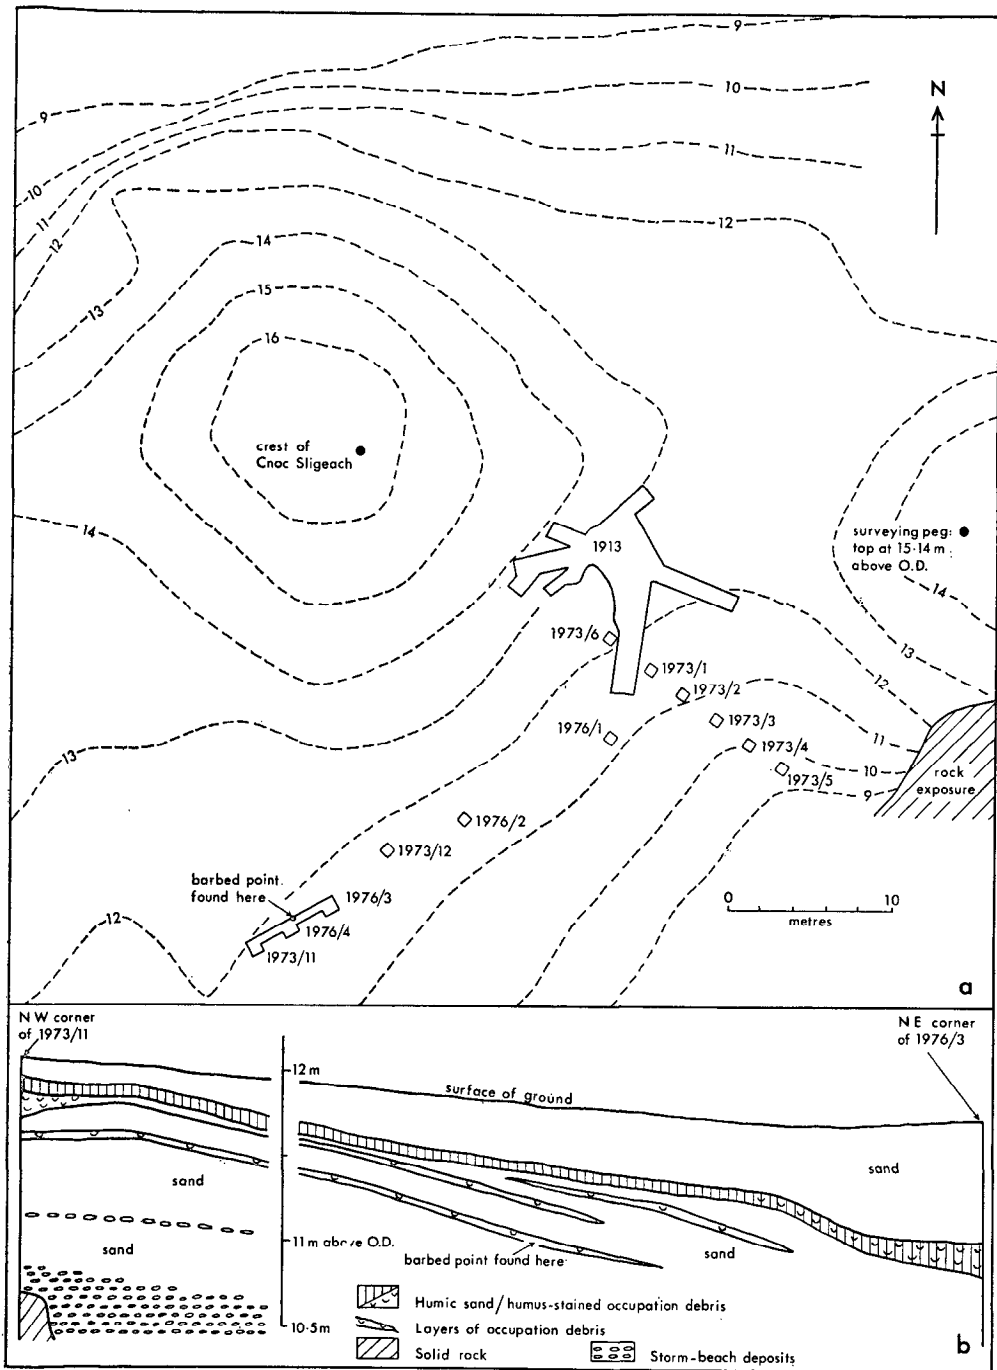 9
10
N
9
11
10
12
11
12
14
13
15
16
crest of
Cnoc Sligeach
14
surveying peg:
top at 15·14 m
above O.D.
1913
14
1973/6
13
1973/1
12
1973/2
1976/1
1973/3
11
13
1973/4
10
rock
exposure
1973/5
9
1976/2
1973/12
barbed point
found here
1976/3
0 10
metres
12
1976/4
1973/11
a
NW corner
of 1973/11
NE corner
of 1976/3
12 m
surface of ground
sand
sand
11 m above O.D.
sand
sand
barbed point found here
Humic sand/humus-stained occupation debris
10·5 m
Layers of occupation debris
Solid rock
Storm-beach deposits
b